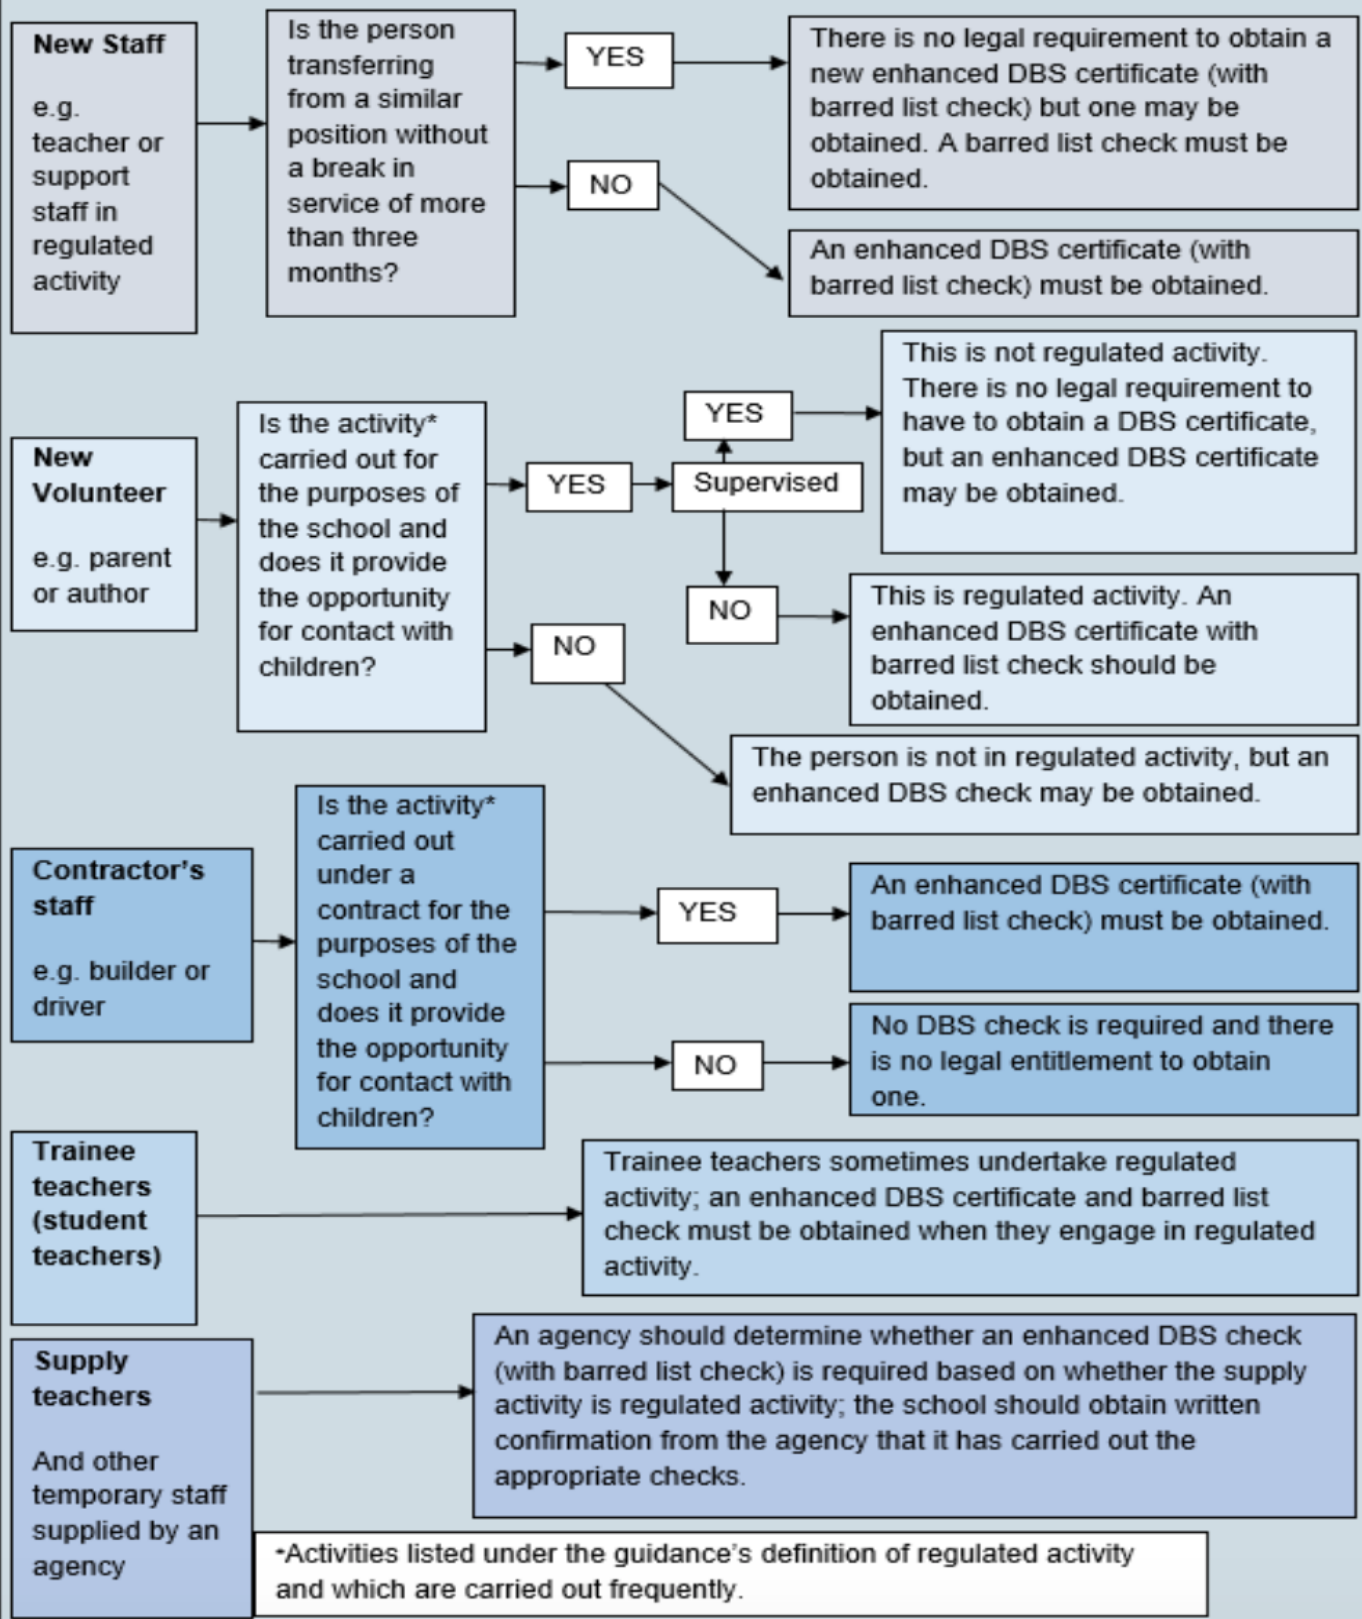 New Staff
e.g.
teacher or
support
staff in
regulated
activity
Is the person
transferring
from a similar
position without
a break in
service of more
than three
months?
YES
There is no legal requirement to obtain a
new enhanced DBS certificate (with
barred list check) but one may be
obtained. A barred list check must be
obtained.
NO
An enhanced DBS certificate (with
barred list check) must be obtained.
New
Volunteer
e.g. parent
or author
Is the activity*
carried out for
the purposes of
the school and
does it provide
the opportunity
for contact with
children?
YES
Supervised
YES
This is not regulated activity.
There is no legal requirement to
have to obtain a DBS certificate,
but an enhanced DBS certificate
may be obtained.
NO
This is regulated activity. An
enhanced DBS certificate with
barred list check should be
obtained.
NO
The person is not in regulated activity, but an
enhanced DBS check may be obtained.
Contractor's
staff
e.g. builder or
driver
Is the activity*
carried out
under a
contract for the
purposes of the
school and
does it provide
the opportunity
for contact with
children?
YES
An enhanced DBS certificate (with
barred list check) must be obtained.
NO
No DBS check is required and there
is no legal entitlement to obtain
one.
Trainee
teachers
(student
teachers)
Trainee teachers sometimes undertake regulated
activity; an enhanced DBS certificate and barred list
check must be obtained when they engage in regulated
activity.
Supply
teachers
And other
temporary staff
supplied by an
agency
An agency should determine whether an enhanced DBS check
(with barred list check) is required based on whether the supply
activity is regulated activity; the school should obtain written
confirmation from the agency that it has carried out the
appropriate checks.
*Activities listed under the guidance's definition of regulated activity
and which are carried out frequently.